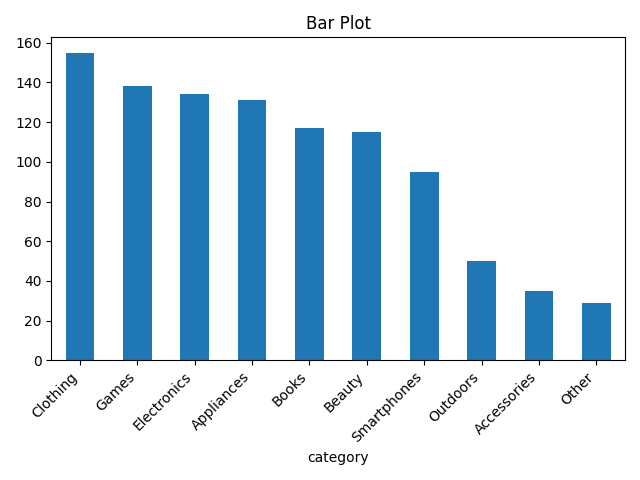 Bar Plot
160
140
120
100
80
60
40
20
0
Clothing
Games
Electronics
Appliances
Books
Beauty
Smartphones
Outdoors
Accessories
Other
category